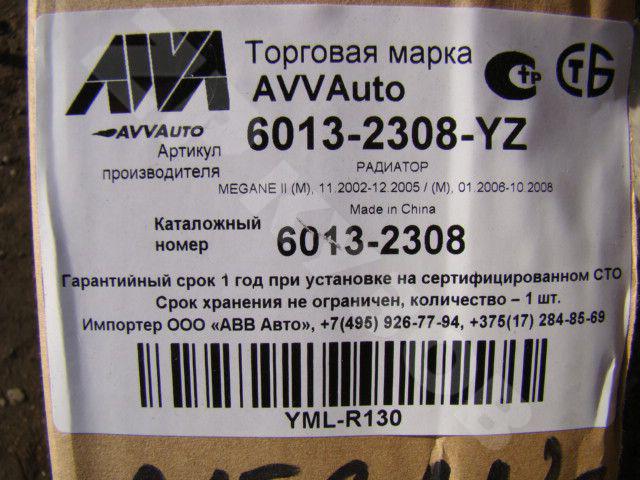 AVA
AVVAuto
Торговая марка
AVVAuto
Артикул производителя
6013-2308-YZ
РАДИАТОР
MEGANE II (M), 11.2002-12.2005 / (M), 01.2006-10.2008
Made in China
Каталожный номер
6013-2308
Гарантийный срок 1 год при установке на сертифицированном СТО
Срок хранения не ограничен, количество – 1 шт.
Импортер ООО «АВВ Авто», +7(495) 926-77-94, +375(17) 284-85-69
YML-R130
СТР
СТБ